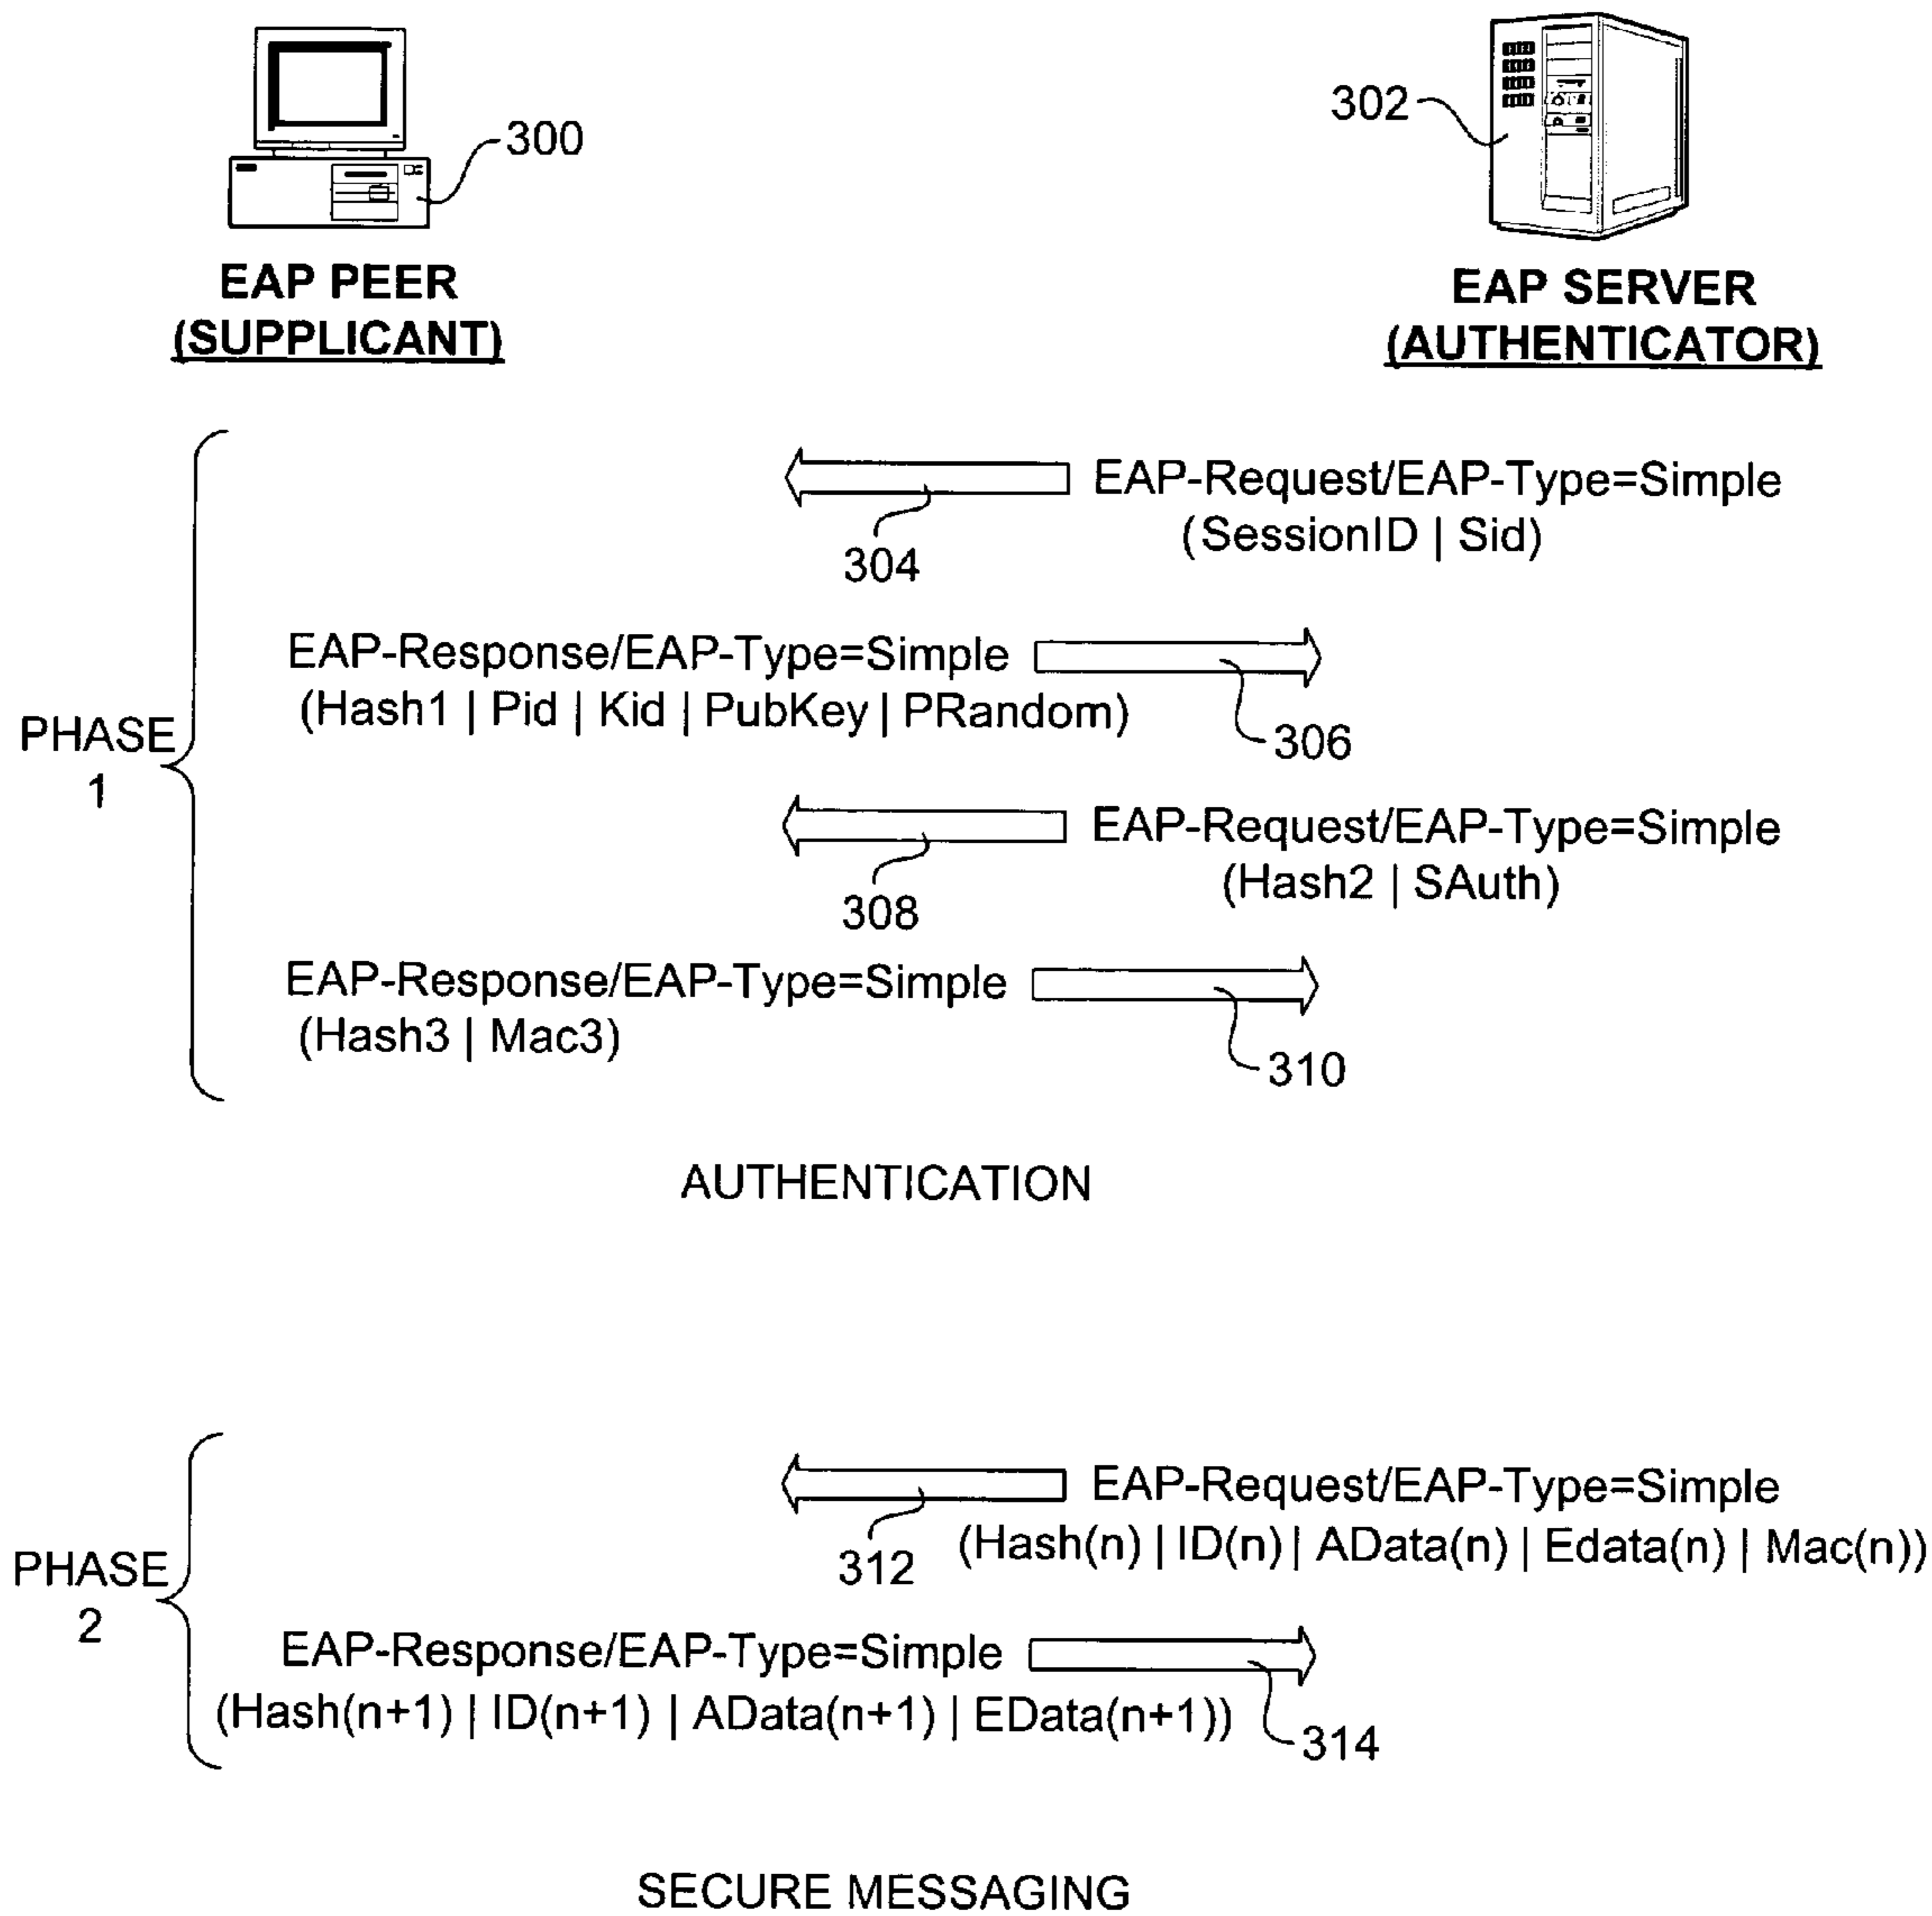 300
302
EAP PEER
(SUPPLICANT)
EAP SERVER
(AUTHENTICATOR)
PHASE
1
EAP-Request/EAP-Type=Simple
(SessionID | Sid)
304
EAP-Response/EAP-Type=Simple
(Hash1 | Pid | Kid | PubKey | PRandom)
306
EAP-Request/EAP-Type=Simple
(Hash2 | SAuth)
308
EAP-Response/EAP-Type=Simple
(Hash3 | Mac3)
310
AUTHENTICATION
PHASE
2
EAP-Request/EAP-Type=Simple
(Hash(n) | ID(n) | AData(n) | Edata(n) | Mac(n))
312
EAP-Response/EAP-Type=Simple
(Hash(n+1) | ID(n+1) | AData(n+1) | EData(n+1))
314
SECURE MESSAGING